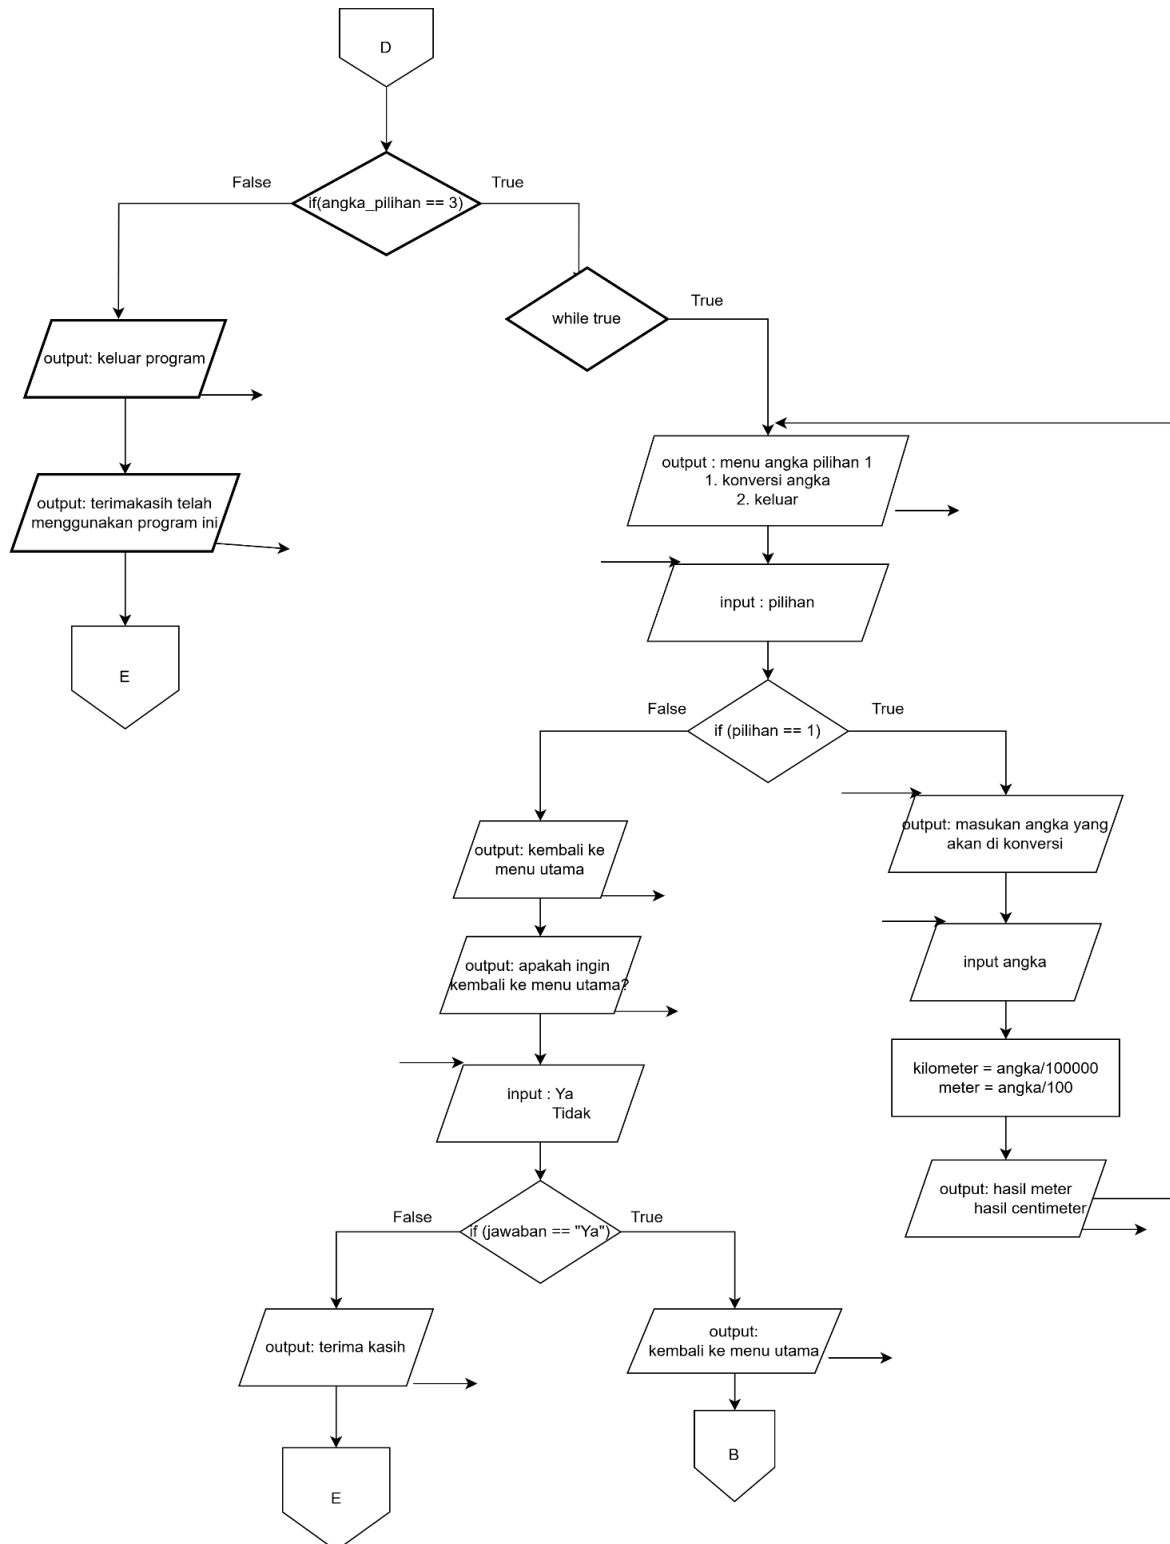 D
False
True
if(angka_pilihan == 3)
True
while true
output: keluar program
output : menu angka pilihan 1
1. konversi angka
2. keluar
output: terimakasih telah
menggunakan program ini
input : pilihan
E
False
True
if (pilihan == 1)
output: masukan angka yang
akan di konversi
output: kembali ke
menu utama
output: apakah ingin
kembali ke menu utama?
input angka
kilometer = angka/100000
meter = angka/100
input : Ya
Tidak
output: hasil meter
hasil centimeter
False
True
if (jawaban == "Ya")
output: terima kasih
output:
kembali ke menu utama
B
E